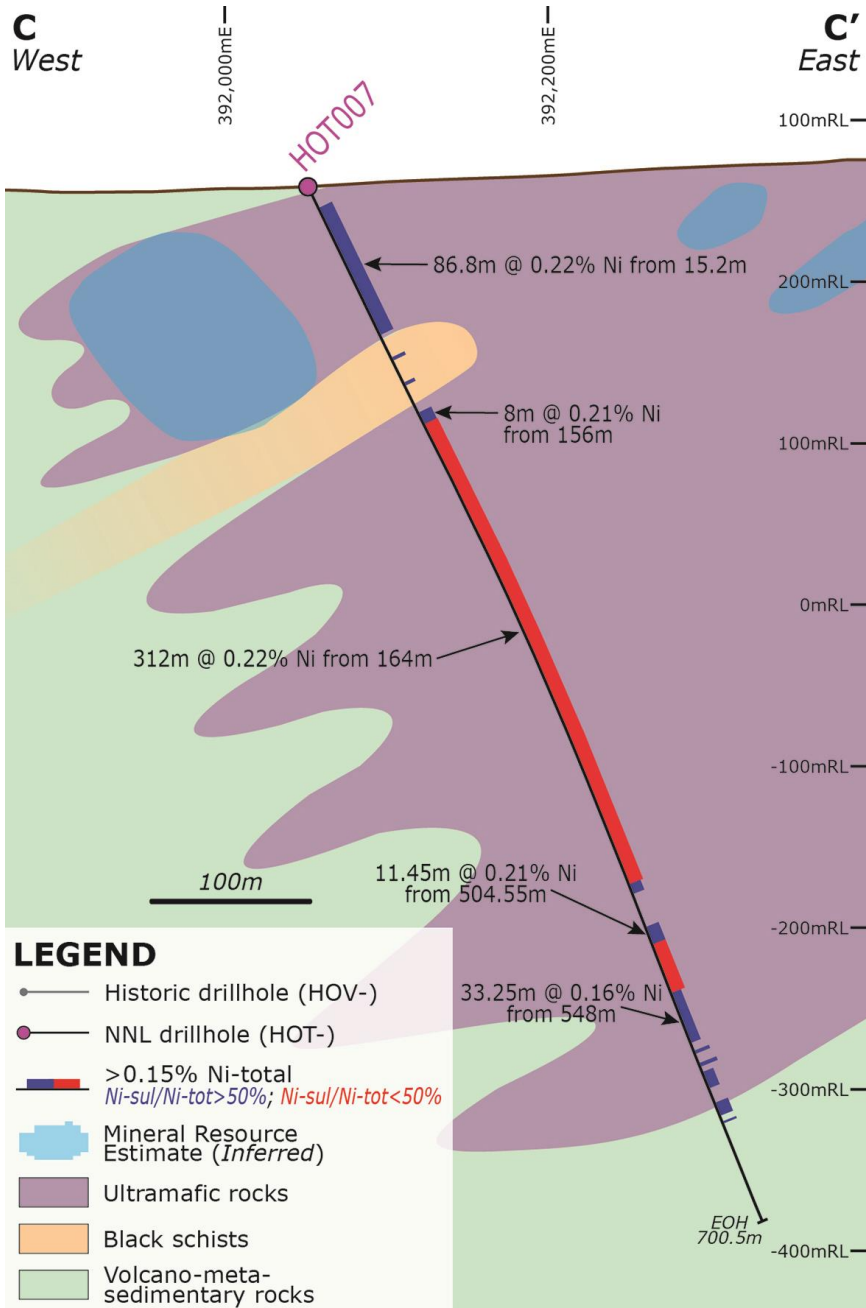 C
West
392,000mE
392,200mE
C’
East
HOT007
100mRL
86.8m @ 0.22% Ni from 15.2m
200mRL
8m @ 0.21% Ni
from 156m
100mRL
0mRL
312m @ 0.22% Ni from 164m
-100mRL
11.45m @ 0.21% Ni
from 504.55m
100m
-200mRL
33.25m @ 0.16% Ni
from 548m
-300mRL
EOH
700.5m
-400mRL
LEGEND
Historic drillhole (HOV-)
NNL drillhole (HOT-)
>0.15% Ni-total
Ni-sul/Ni-tot>50%; Ni-sul/Ni-tot<50%
Mineral Resource
Estimate (Inferred)
Ultramafic rocks
Black schists
Volcano-meta-
sedimentary rocks